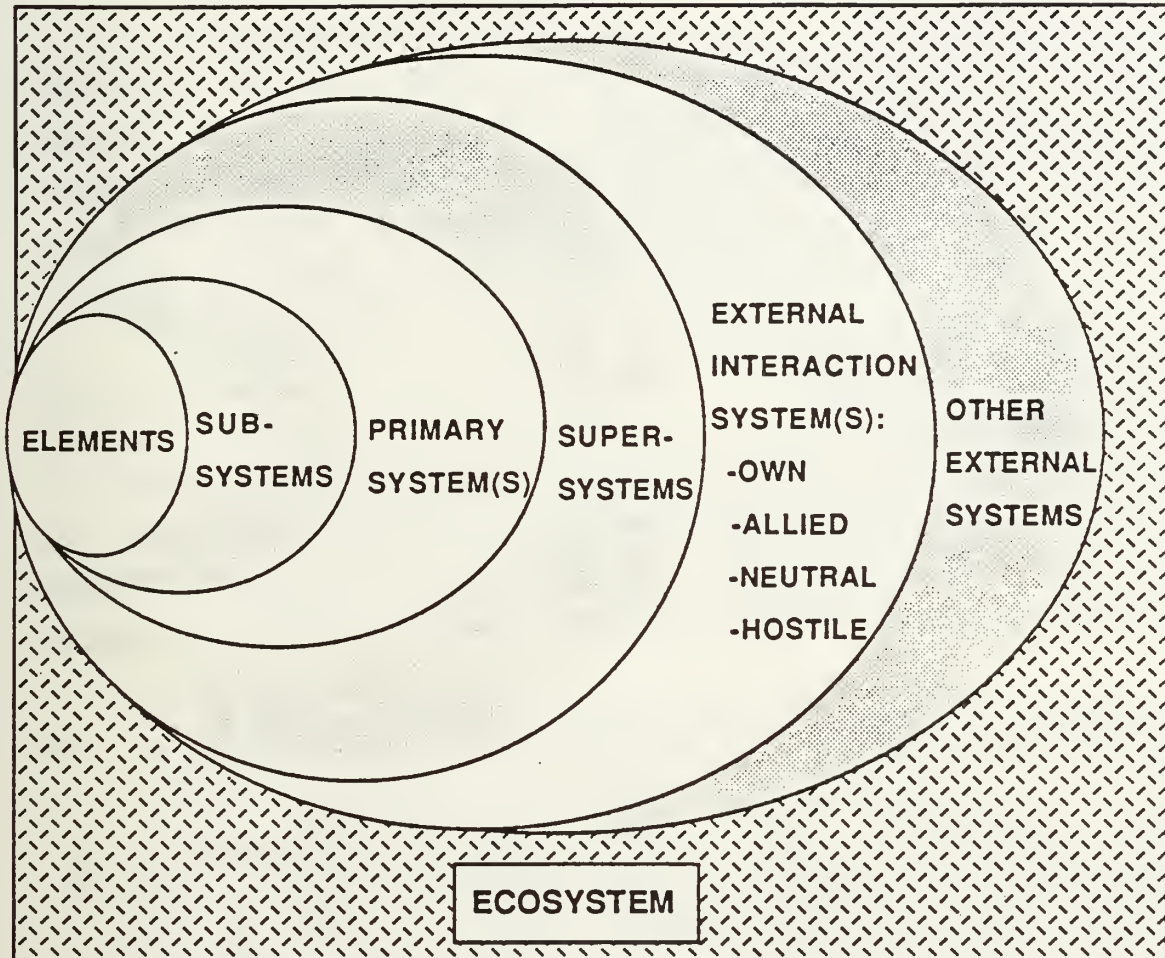 ELEMENTS
SUB-
SYSTEMS
PRIMARY
SYSTEM(S)
SUPER-
SYSTEMS
EXTERNAL
INTERACTION
SYSTEM(S):
-OWN
-ALLIED
-NEUTRAL
-HOSTILE
OTHER
EXTERNAL
SYSTEMS
ECOSYSTEM